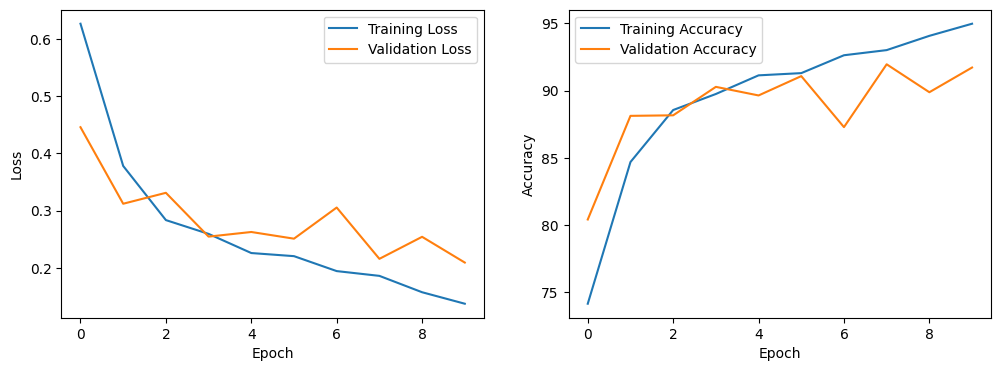 Training Loss
Validation Loss
0.6
0.5
0.4
0.3
0.2
Loss
0 2 4 6 8
Epoch
Training Accuracy
Validation Accuracy
95
90
85
80
75
Accuracy
0 2 4 6 8
Epoch